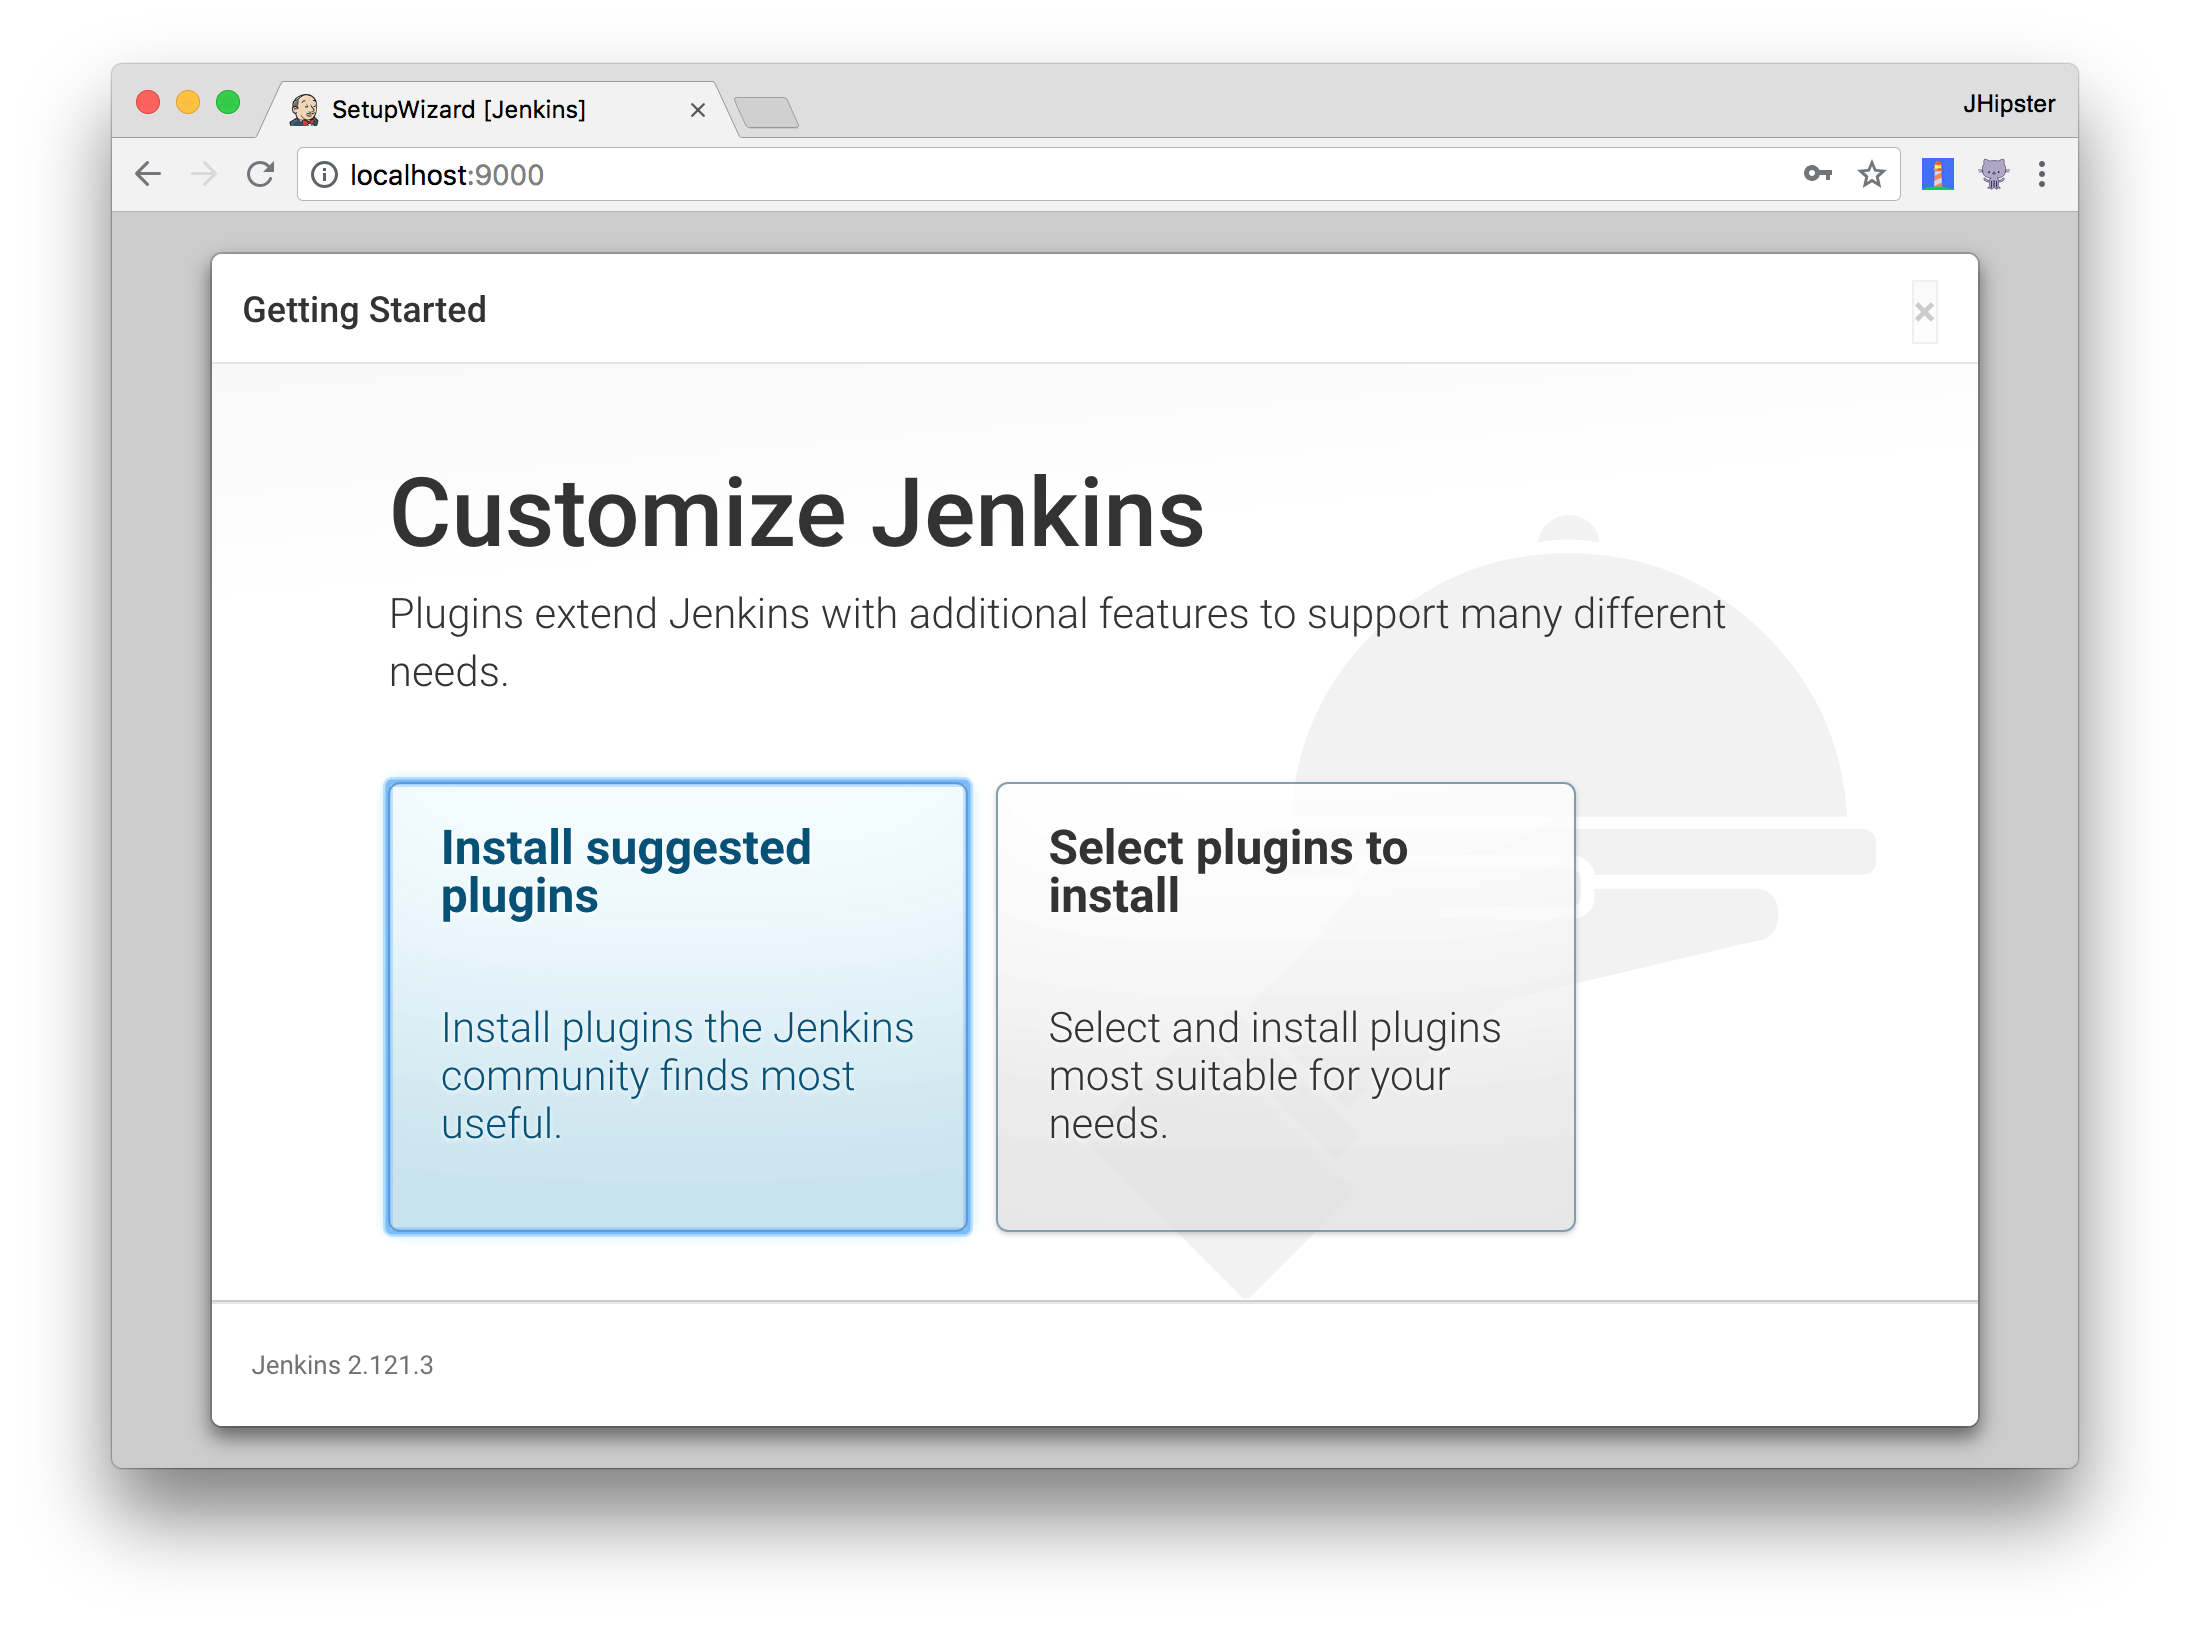 SetupWizard [Jenkins]
JHipster
localhost:9000
Getting Started
Customize Jenkins
Plugins extend Jenkins with additional features to support many different
needs.
Install suggested
plugins
Install plugins the Jenkins
community finds most
useful.
Select plugins to
install
Select and install plugins
most suitable for your
needs.
Jenkins 2.121.3